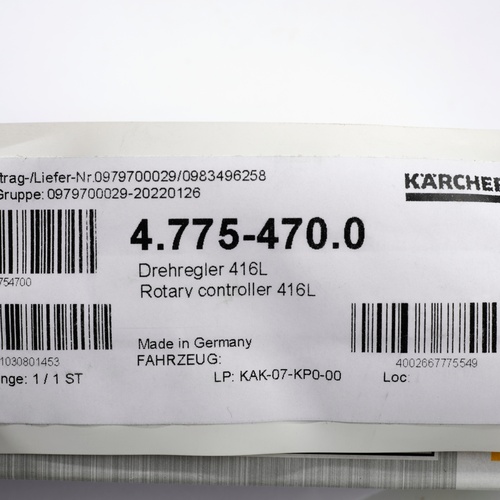 trag-/Liefer-Nr.0979700029/0983496258
Gruppe: 0979700029-20220126
KÄRCHER
4.775-470.0
Drehregler 416L
Rotary controller 416L
754700
Made in Germany
FAHRZEUG:
1030801453
4002667775549
nge: 1 / 1 ST
LP: KAK-07-KP0-00
Loc